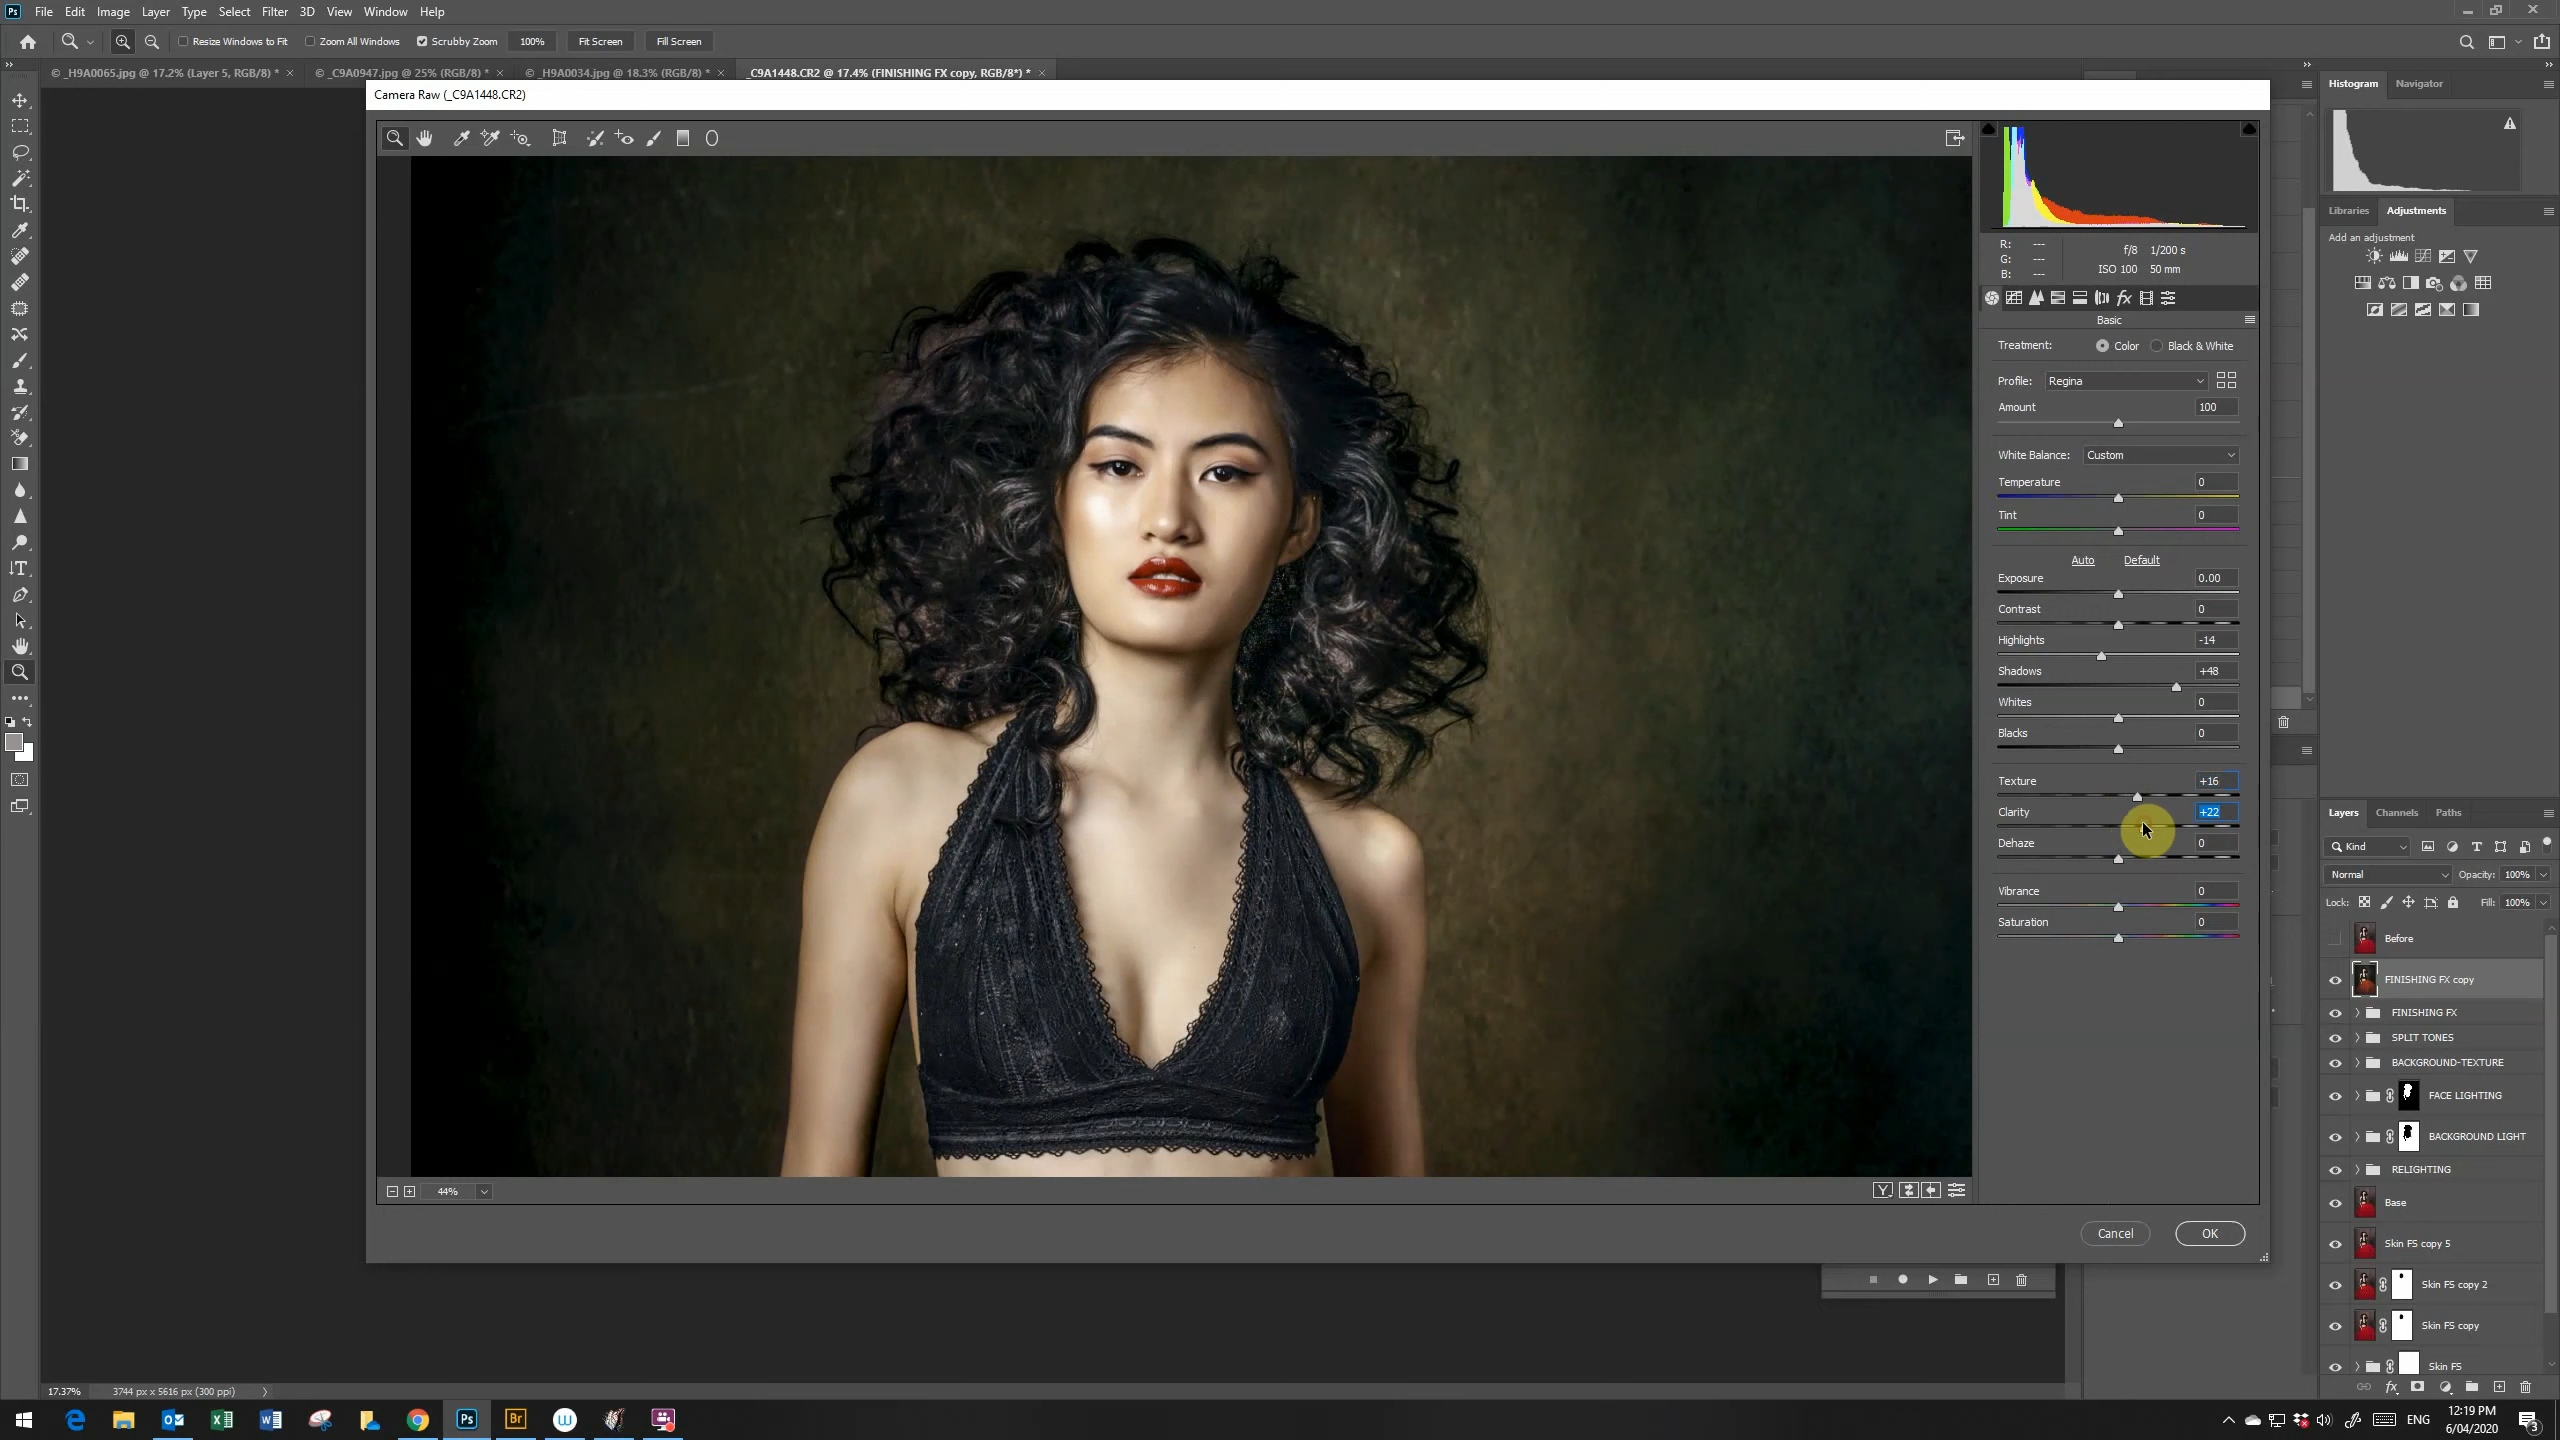 Ps File Edit Image Layer Type Select Filter 3D View Window Help
Resize Windows to Fit Zoom All Windows Scrubby Zoom 100% Fit Screen Fill Screen
© _H9A0065.jpg @ 17.2% (Layer 5, RGB/8) * © _C9A0947.jpg @ 25% (RGB/8) * © _H9A0034.jpg @ 18.3% (RGB/8) * _C9A1448.CR2 @ 17.4% (FINISHING FX copy, RGB/8*) *
Camera Raw (_C9A1448.CR2)
R: ---
G: ---
B: ---
f/8 1/200 s
ISO 100 50 mm
Basic
Treatment: Color Black & White
Profile: Regina
Amount 100
White Balance: Custom
Temperature 0
Tint 0
Auto Default
Exposure 0.00
Contrast 0
Highlights -14
Shadows +48
Whites 0
Blacks 0
Texture +16
Clarity +22
Dehaze 0
Vibrance 0
Saturation 0
44%
Y
Cancel OK
Histogram Navigator
Libraries Adjustments
Add an adjustment
Layers Channels Paths
Kind
Normal Opacity: 100%
Lock: Fill: 100%
Before
FINISHING FX copy
FINISHING FX
SPLIT TONES
BACKGROUND-TEXTURE
FACE LIGHTING
BACKGROUND LIGHT
RELIGHTING
Base
Skin FS copy 5
Skin FS copy 2
Skin FS copy
Skin FS
fx
17.37% 3744 px x 5616 px (300 ppi)
Ps Br W
ENG
12:19 PM
6/04/2020
3